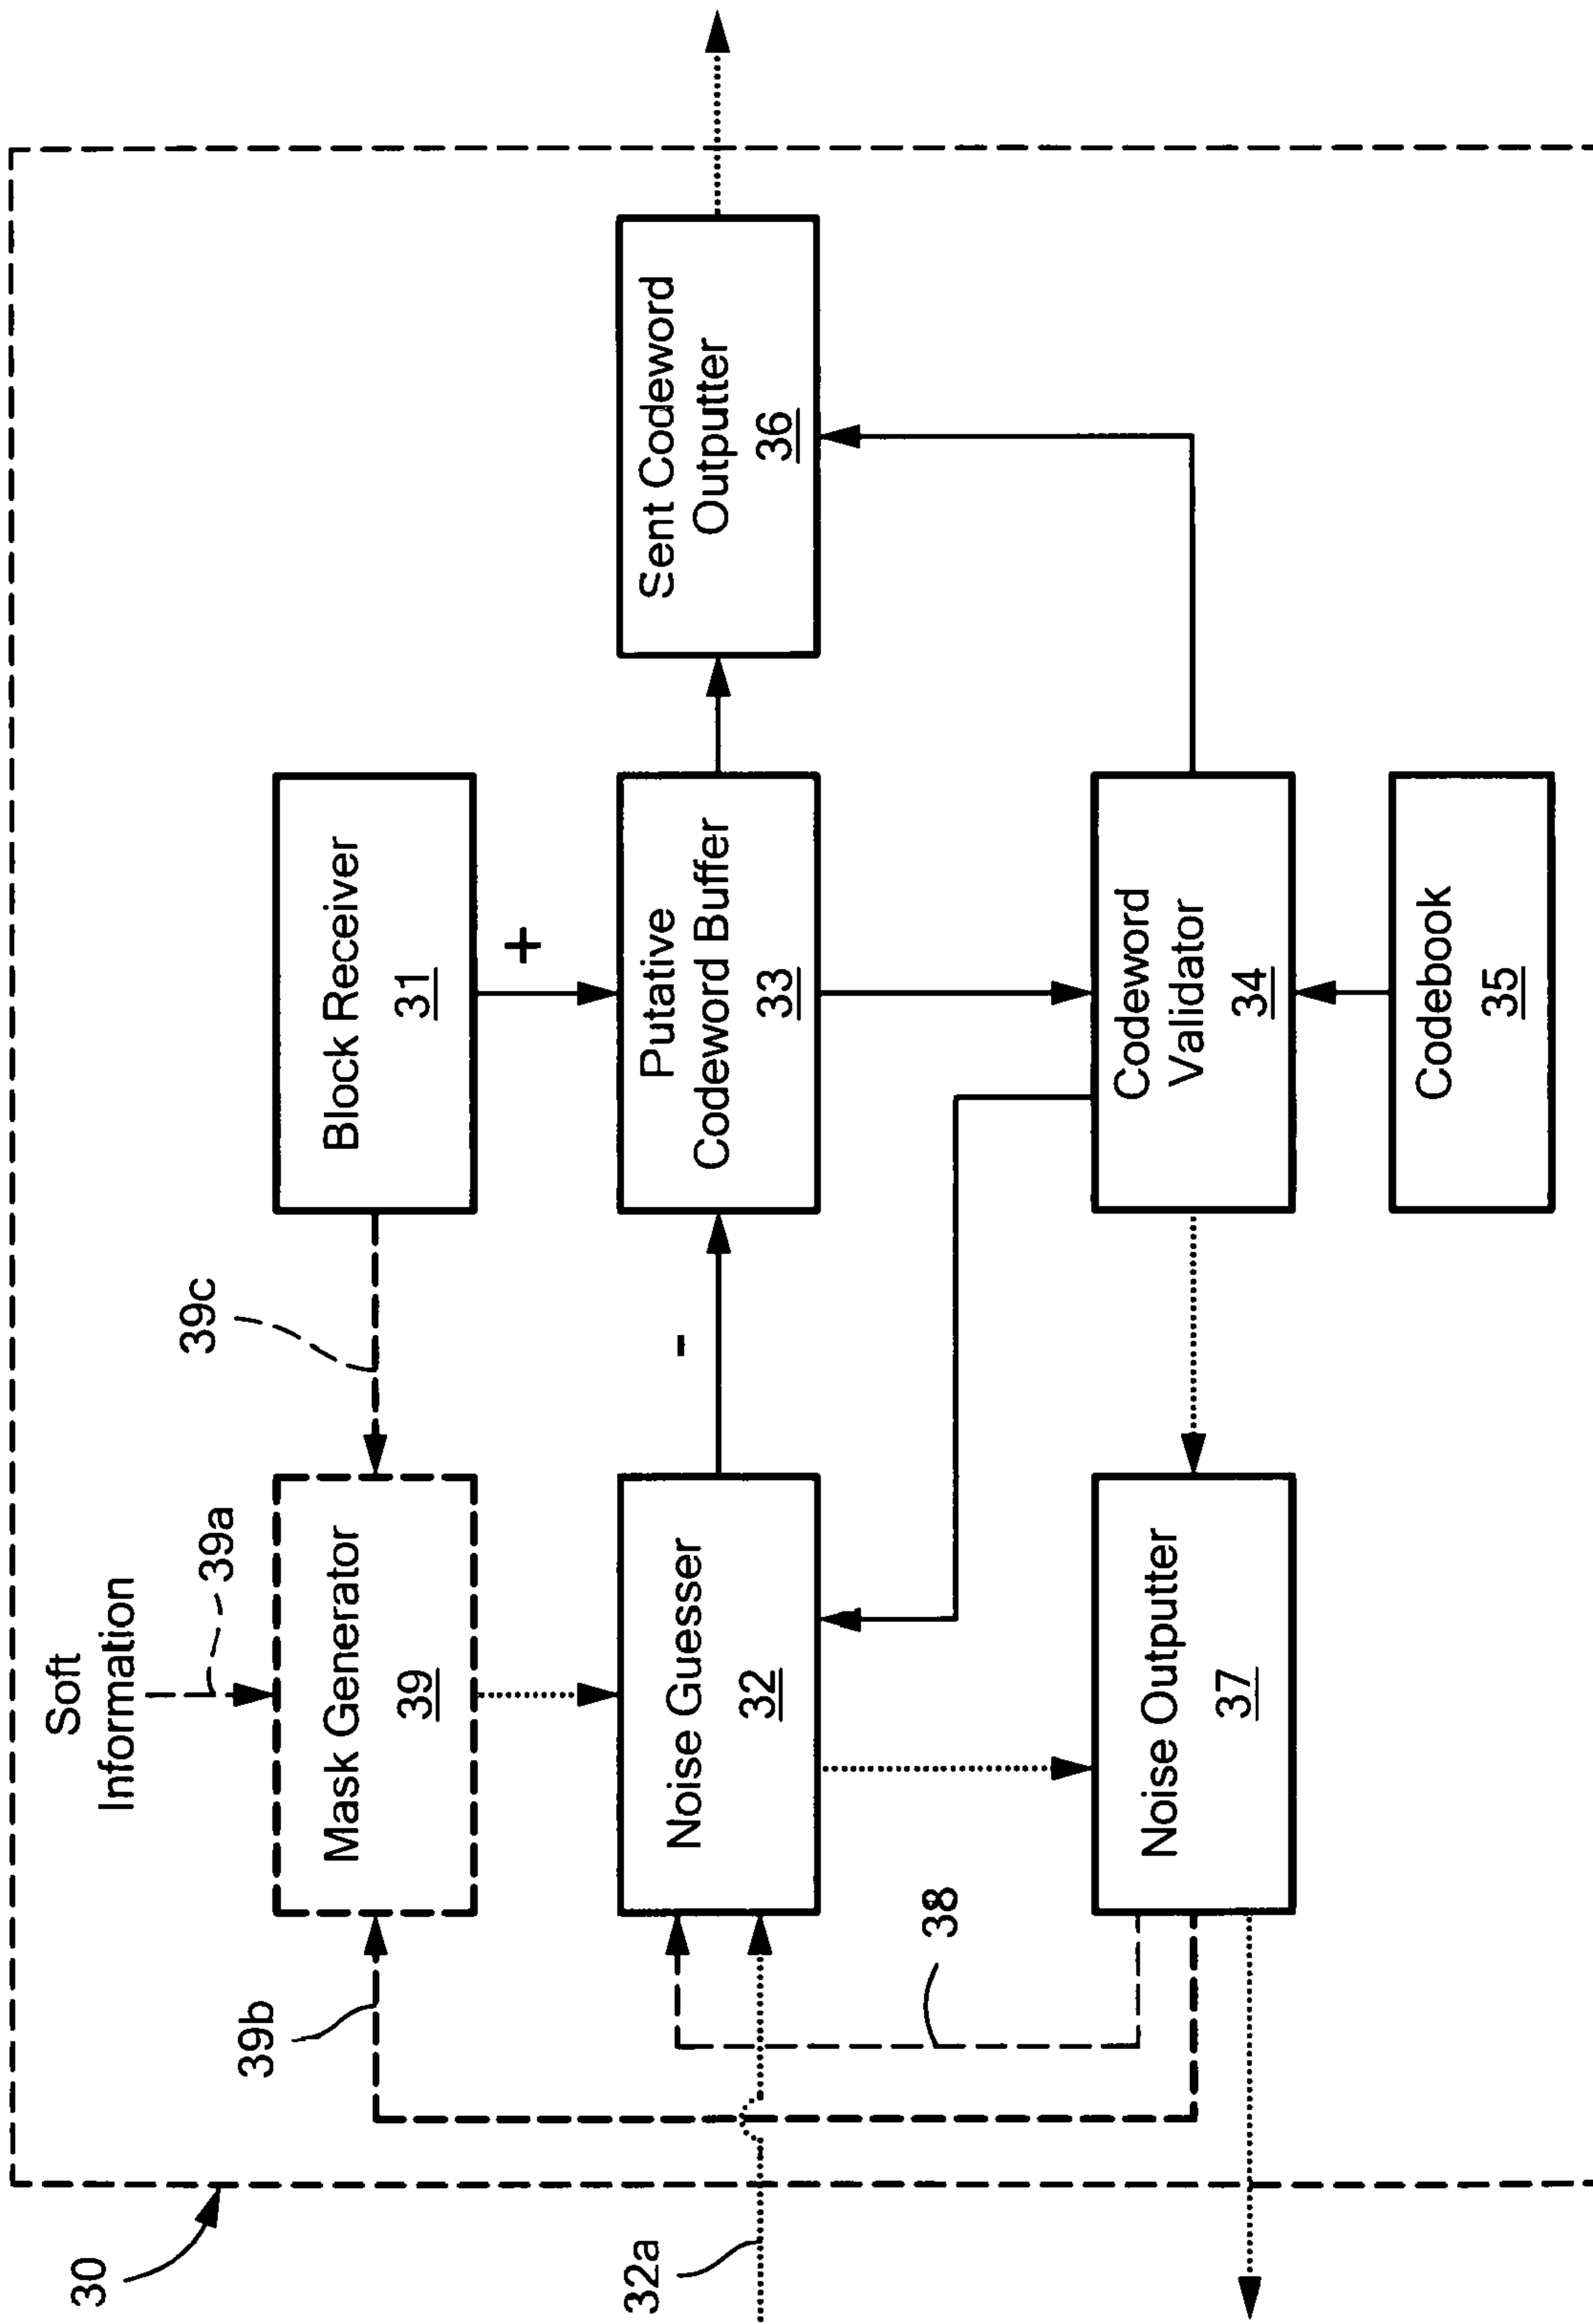 30
Soft
Information
39a
39b
39c
Mask Generator
39
Block Receiver
31
+
32a
Noise Guesser
32
-
Putative
Codeword Buffer
33
Sent Codeword
Outputter
36
38
Noise Outputter
37
Codeword
Validator
34
Codebook
35